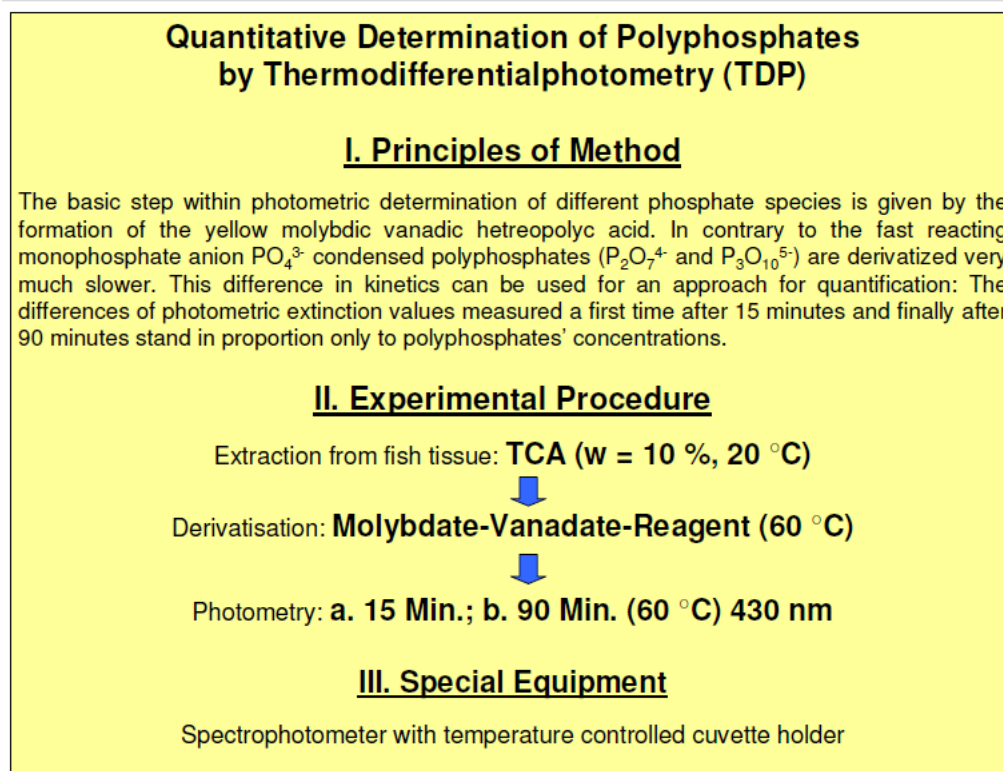 Quantitative Determination of Polyphosphates
by Thermodifferentialphotometry (TDP)
I. Principles of Method
The basic step within photometric determination of different phosphate species is given by the
formation of the yellow molybdic vanadic hetreopolyc acid. In contrary to the fast reacting
monophosphate anion PO₄³⁻ condensed polyphosphates (P₂O₇⁴⁻ and P₃O₁₀⁵⁻) are derivatized very
much slower. This difference in kinetics can be used for an approach for quantification: The
differences of photometric extinction values measured a first time after 15 minutes and finally after
90 minutes stand in proportion only to polyphosphates' concentrations.
II. Experimental Procedure
Extraction from fish tissue: TCA (w = 10 %, 20 °C)
Derivatisation: Molybdate-Vanadate-Reagent (60 °C)
Photometry: a. 15 Min.; b. 90 Min. (60 °C) 430 nm
III. Special Equipment
Spectrophotometer with temperature controlled cuvette holder